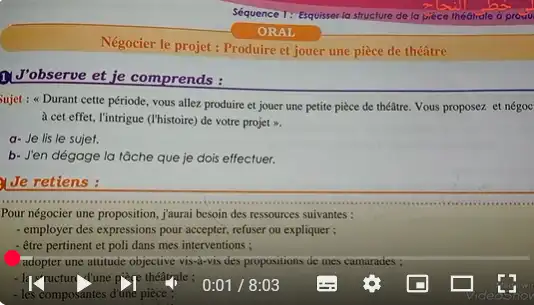 Séquence 1 : Esquisser la structure de la pièce théâtrale à produ
ORAL
Négocier le projet : Produire et jouer une pièce de théâtre
J'observe et je comprends :
Sujet : « Durant cette période, vous allez produire et jouer une petite pièce de théâtre. Vous proposez et négoc
à cet effet, l'intrigue (l'histoire) de votre projet ».
a- Je lis le sujet.
b- J'en dégage la tâche que je dois effectuer.
Je retiens :
Pour négocier une proposition, j'aurai besoin des ressources suivantes :
- employer des expressions pour accepter, refuser ou expliquer ;
- être pertinent et poli dans mes interventions ;
adopter une attitude objective vis-à-vis des propositions de mes camarades ;
- la structure d'une pièce théâtrale ;
- les composantes d'une pièce ;
0:01 / 8:03
VideoShow